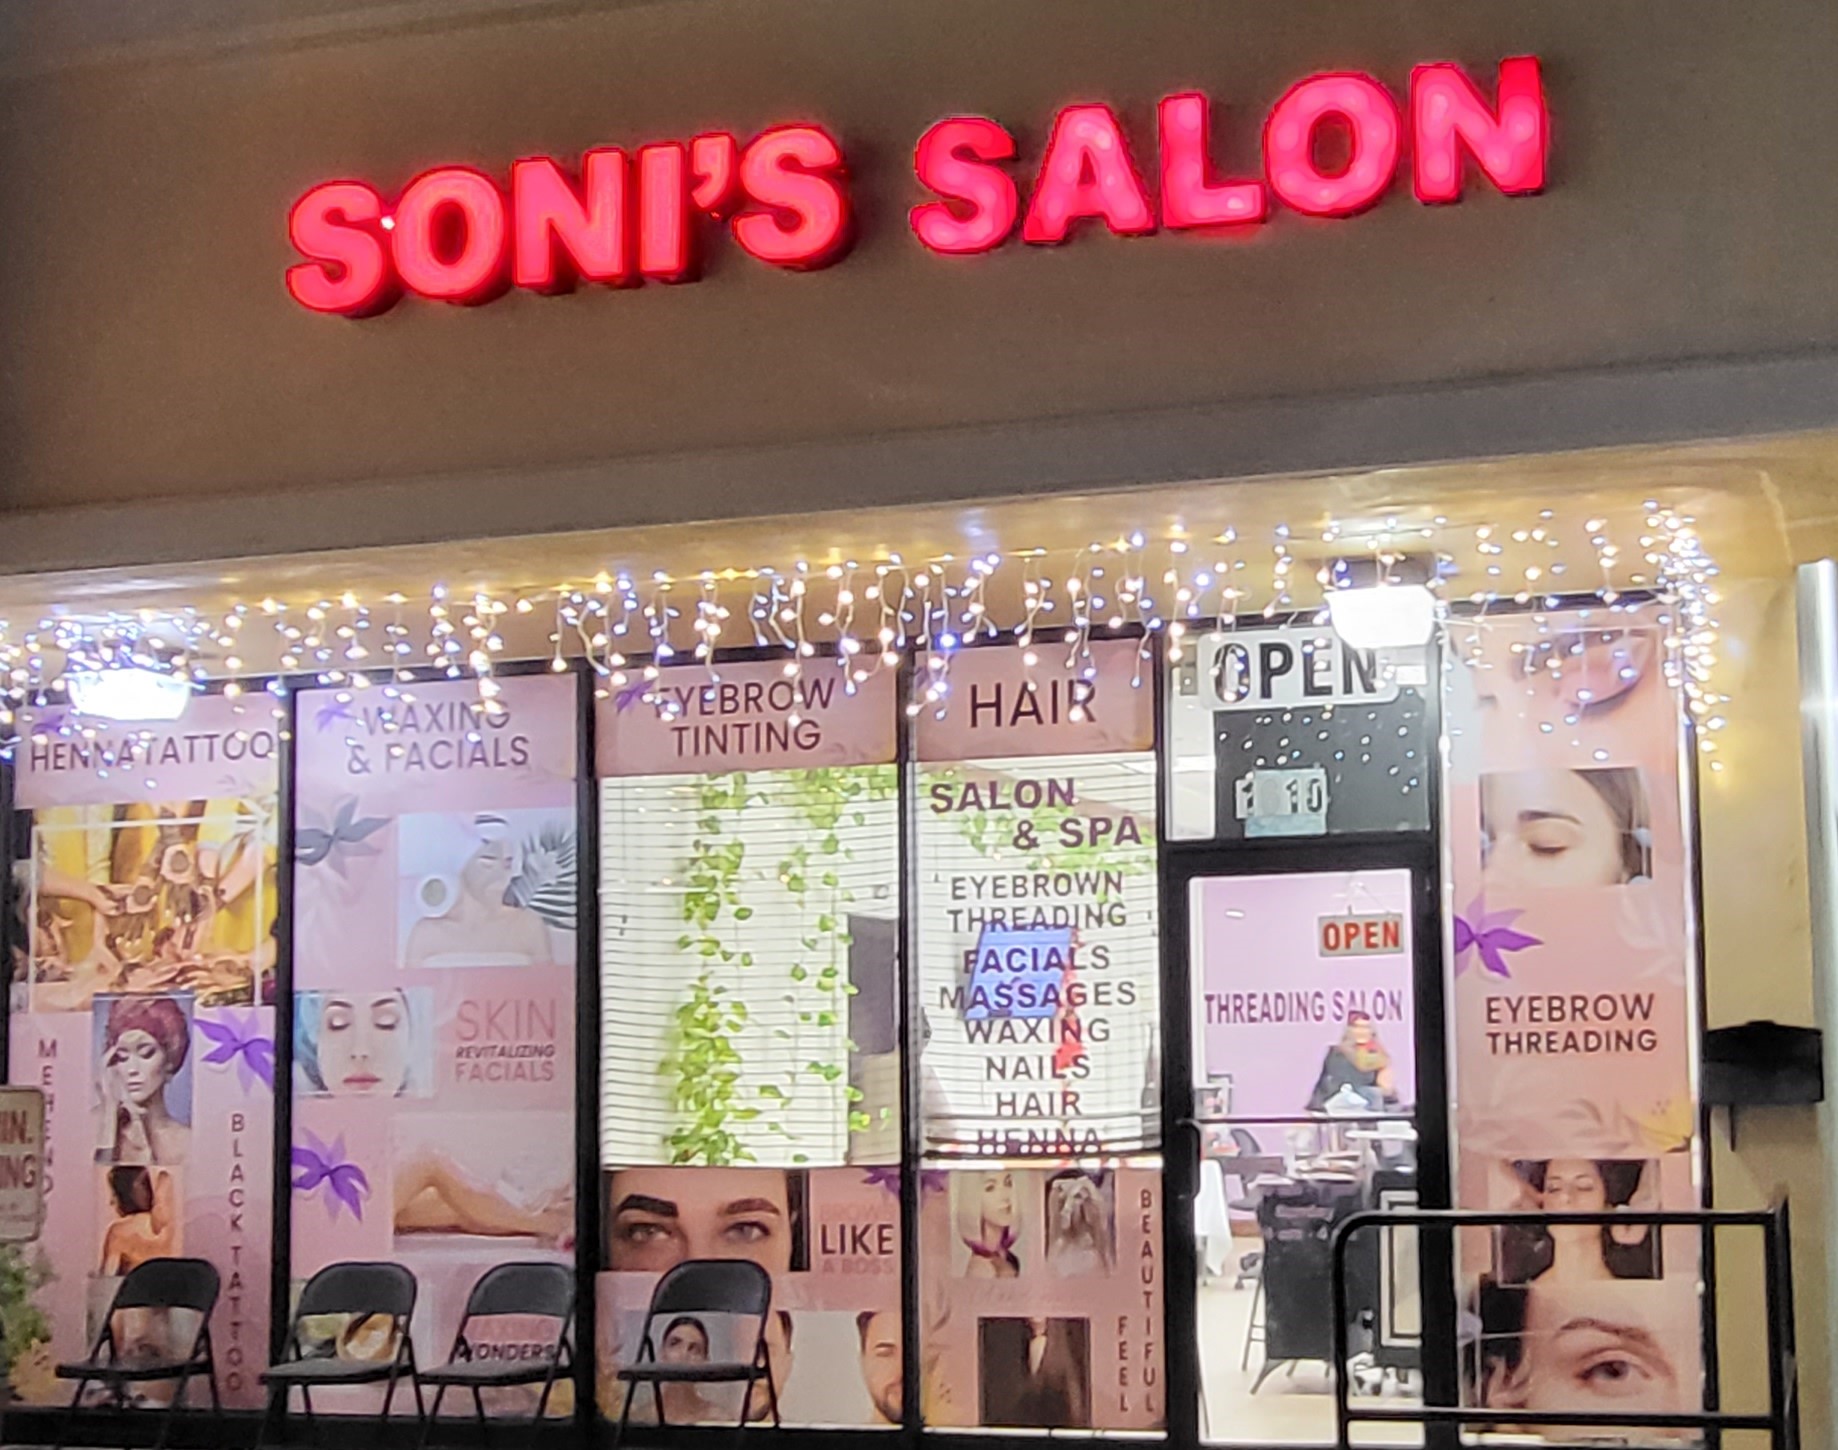 SONI'S SALON
HENNA TATTOO
WAXING
& FACIALS
EYEBROW
TINTING
HAIR
OPEN
SALON
& SPA
EYEBROWN
THREADING
FACIALS
MASSAGES
WAXING
NAILS
HAIR
HENNA
OPEN
THREADING SALON
EYEBROW
THREADING
SKIN
REVITALIZING
FACIALS
BLACK TATTOO
LIKE
A BOSS
WAXING
WONDERS
FEEL
BEAUTIFUL